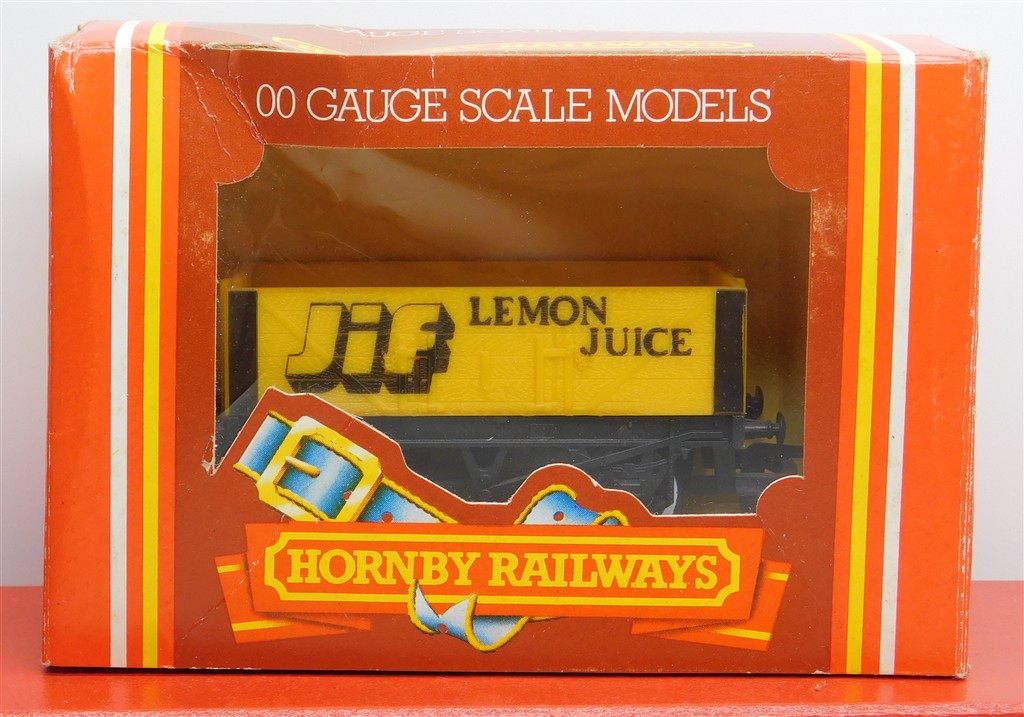 00 GAUGE SCALE MODELS
Jif LEMON
JUICE
HORNBY RAILWAYS